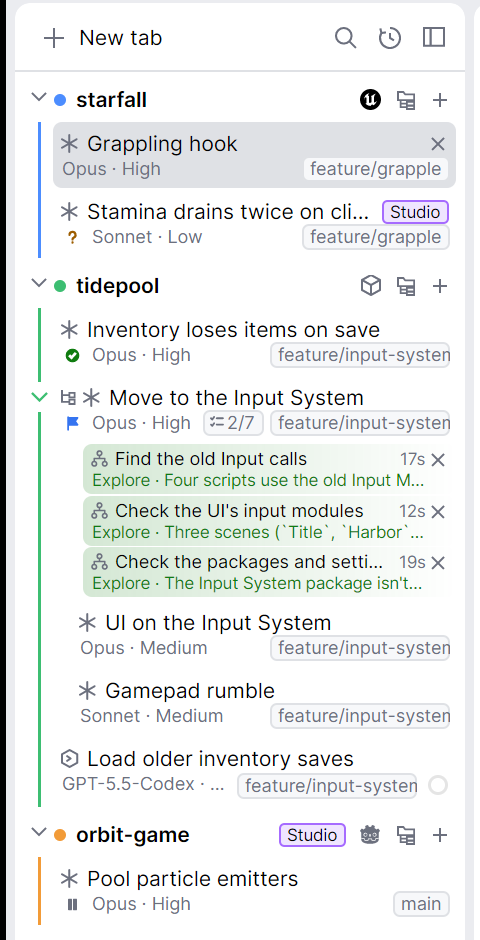 New tab
starfall
Grappling hook
Opus · High feature/grapple
Stamina drains twice on cli... Studio
? Sonnet · Low feature/grapple
tidepool
Inventory loses items on save
Opus · High feature/input-system
Move to the Input System
Opus · High 2/7 feature/input-system
Find the old Input calls 17s
Explore · Four scripts use the old Input M...
Check the UI's input modules 12s
Explore · Three scenes (`Title`, `Harbor`...
Check the packages and setti... 19s
Explore · The Input System package isn't...
UI on the Input System
Opus · Medium feature/input-system
Gamepad rumble
Sonnet · Medium feature/input-system
Load older inventory saves
GPT-5.5-Codex · ... feature/input-system
orbit-game Studio
Pool particle emitters
Opus · High main